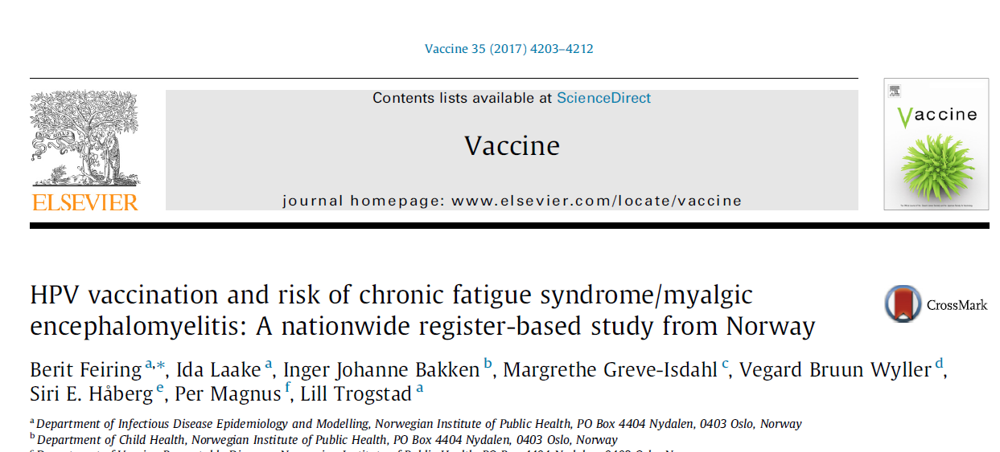 Vaccine 35 (2017) 4203–4212
Contents lists available at ScienceDirect
Vaccine
journal homepage: www.elsevier.com/locate/vaccine
ELSEVIER
Vaccine
HPV vaccination and risk of chronic fatigue syndrome/myalgic
encephalomyelitis: A nationwide register-based study from Norway
CrossMark
Berit Feiring a,*, Ida Laake a, Inger Johanne Bakken b, Margrethe Greve-Isdahl c, Vegard Bruun Wyller d,
Siri E. Håberg e, Per Magnus f, Lill Trogstad a
a Department of Infectious Disease Epidemiology and Modelling, Norwegian Institute of Public Health, PO Box 4404 Nydalen, 0403 Oslo, Norway
b Department of Child Health, Norwegian Institute of Public Health, PO Box 4404 Nydalen, 0403 Oslo, Norway